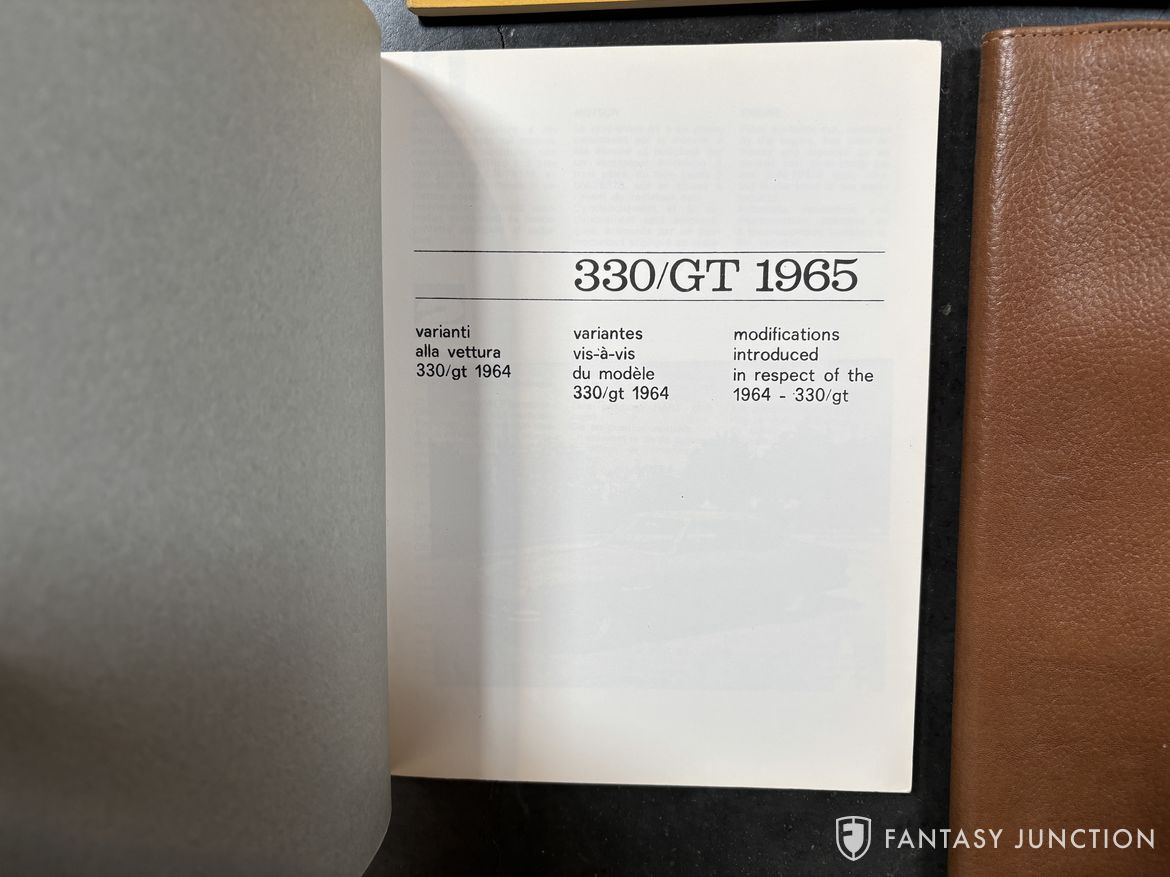 330/GT 1965
varianti
alla vettura
330/gt 1964
variantes
vis-à-vis
du modèle
330/gt 1964
modifications
introduced
in respect of the
1964 - 330/gt
FANTASY JUNCTION